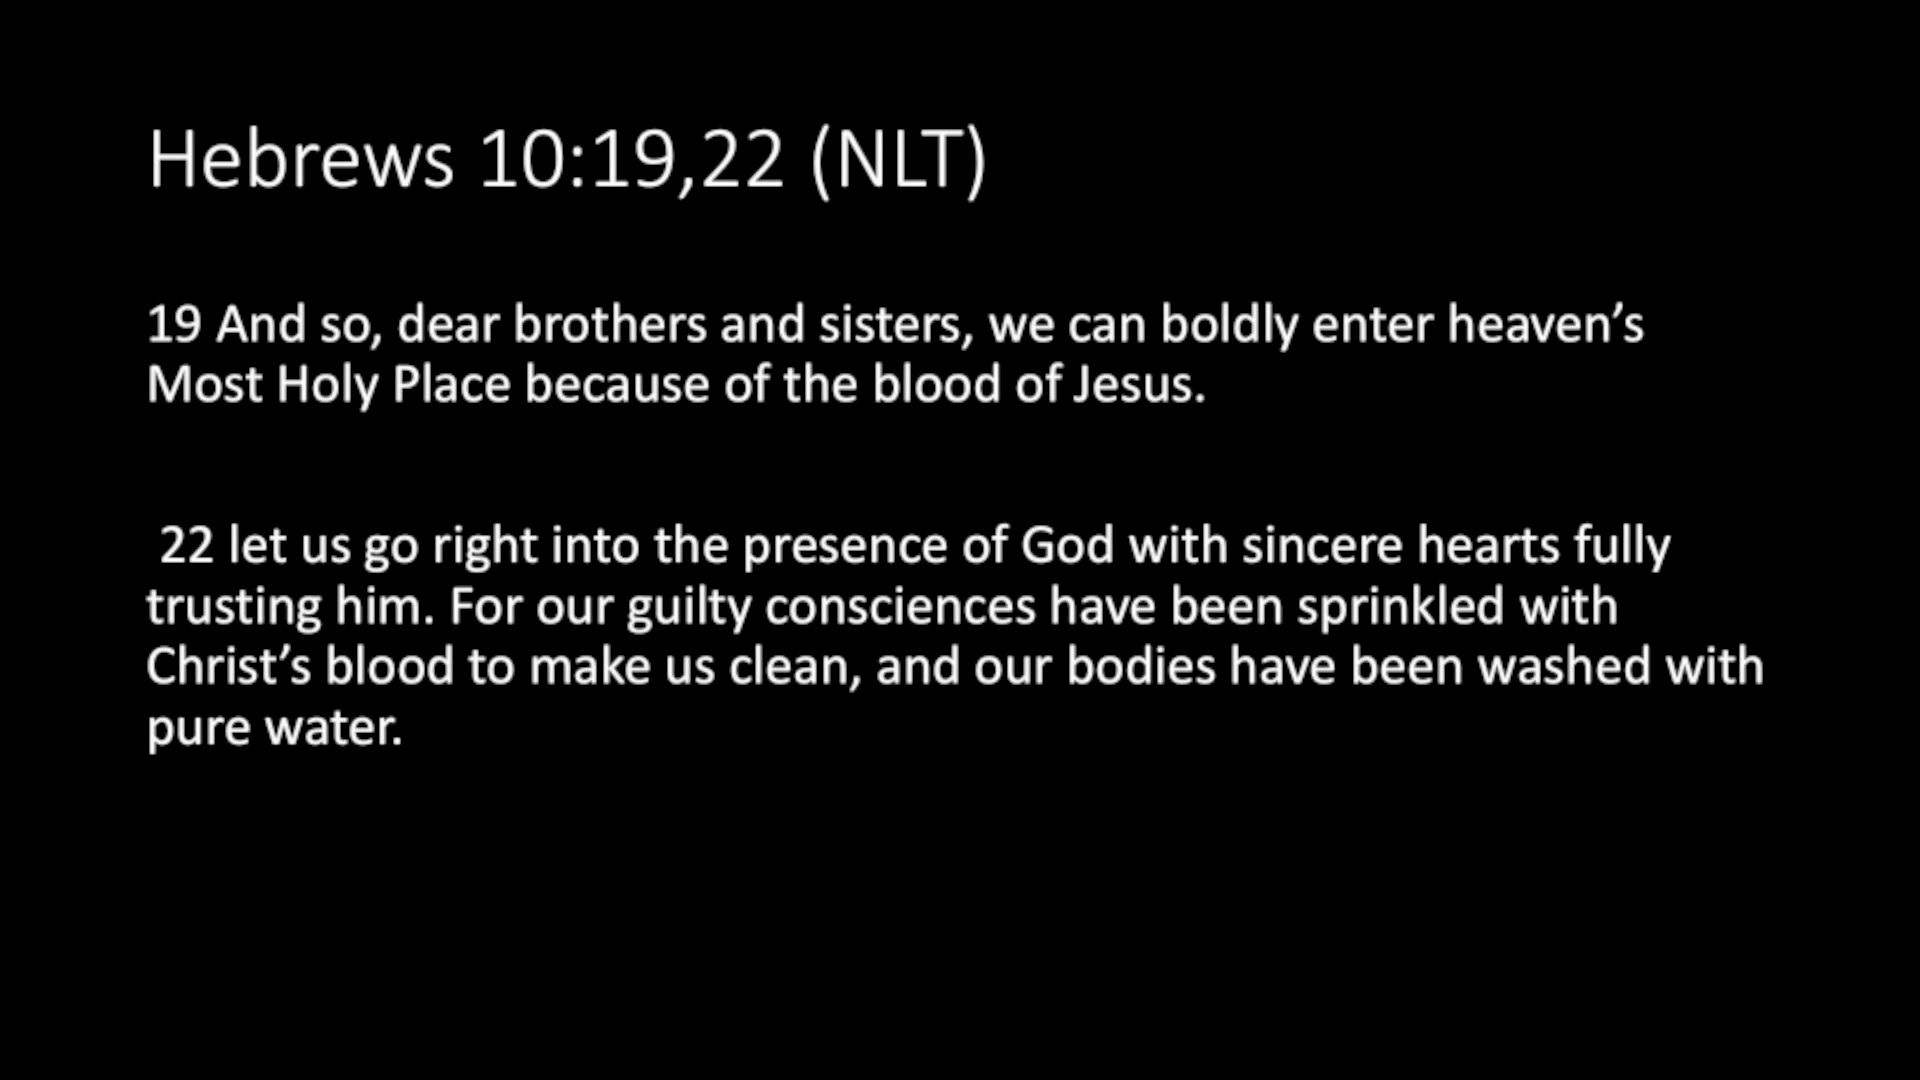 Hebrews 10:19,22 (NLT)
19 And so, dear brothers and sisters, we can boldly enter heaven’s
Most Holy Place because of the blood of Jesus.
22 let us go right into the presence of God with sincere hearts fully
trusting him. For our guilty consciences have been sprinkled with
Christ’s blood to make us clean, and our bodies have been washed with
pure water.